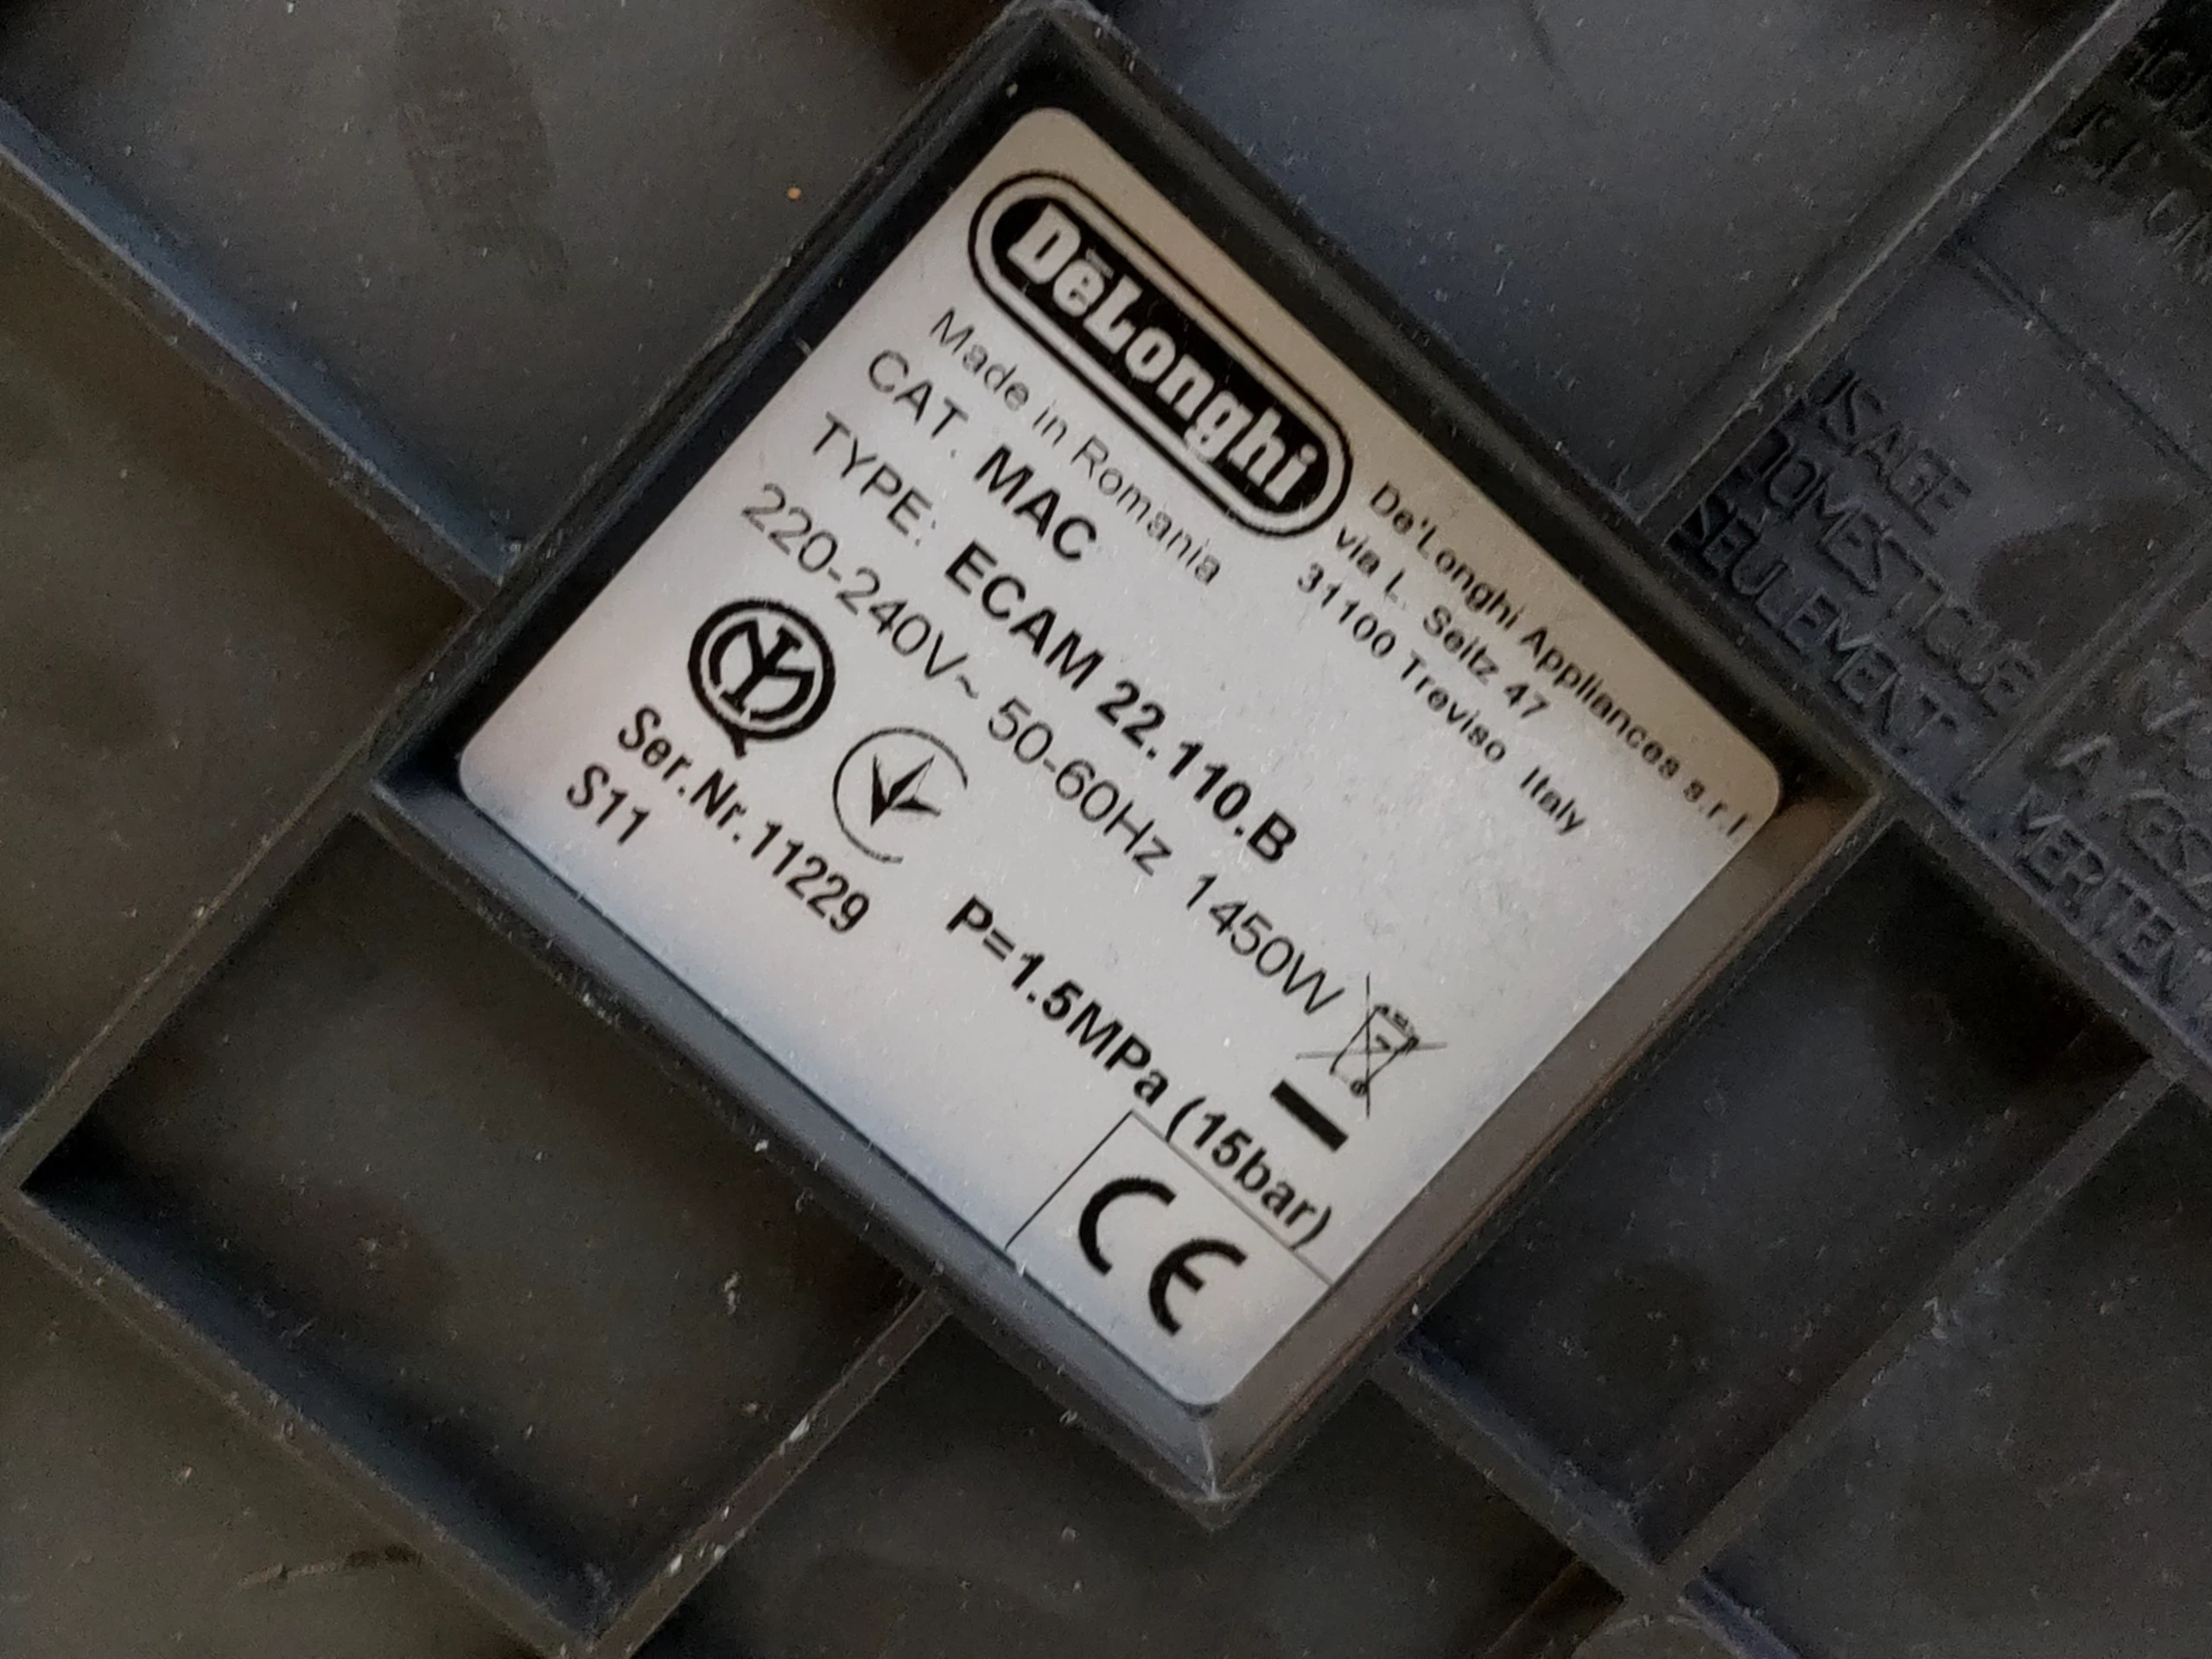 DēLonghi
De'Longhi Appliances s.r.l
via L. Seitz 47
31100 Treviso Italy
Made in Romania
CAT. MAC
TYPE: ECAM 22.110.B
220-240V~ 50-60Hz 1450W
Ser.Nr.11229
S11
P=1.5MPa (15bar)
CE
USAGE
DOMESTIQUE
SEULEMENT